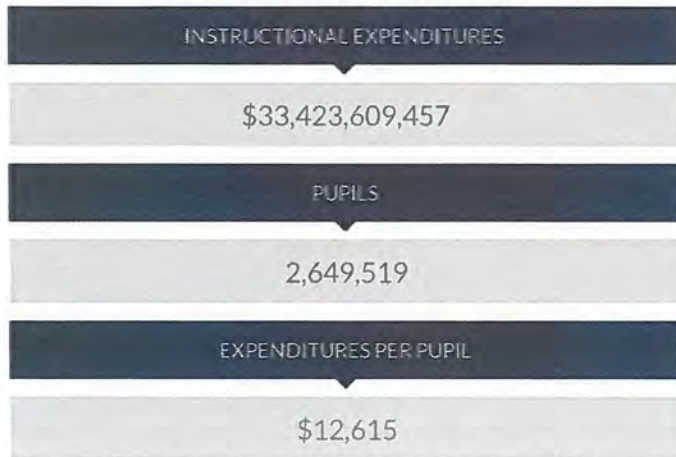 INSTRUCTIONAL EXPENDITURES
$33,423,609,457
PUPILS
2,649,519
EXPENDITURES PER PUPIL
$12,615